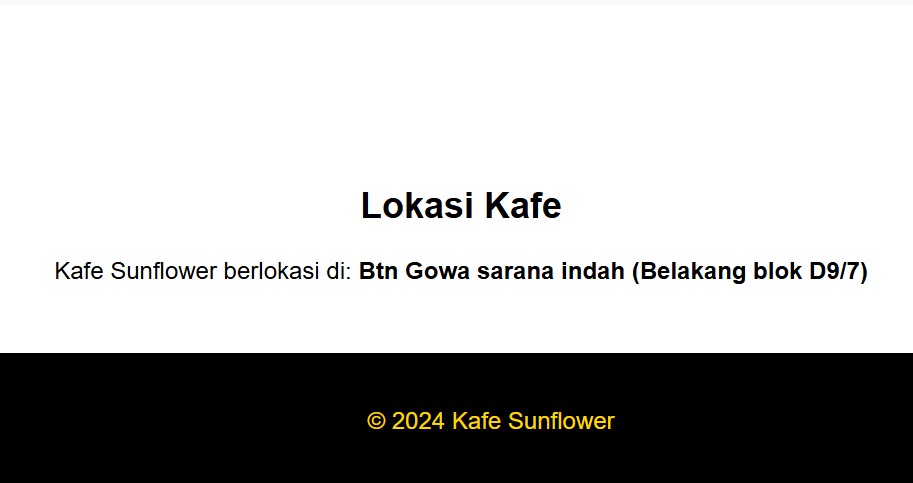 Lokasi Kafe
Kafe Sunflower berlokasi di: Btn Gowa sarana indah (Belakang blok D9/7)
© 2024 Kafe Sunflower